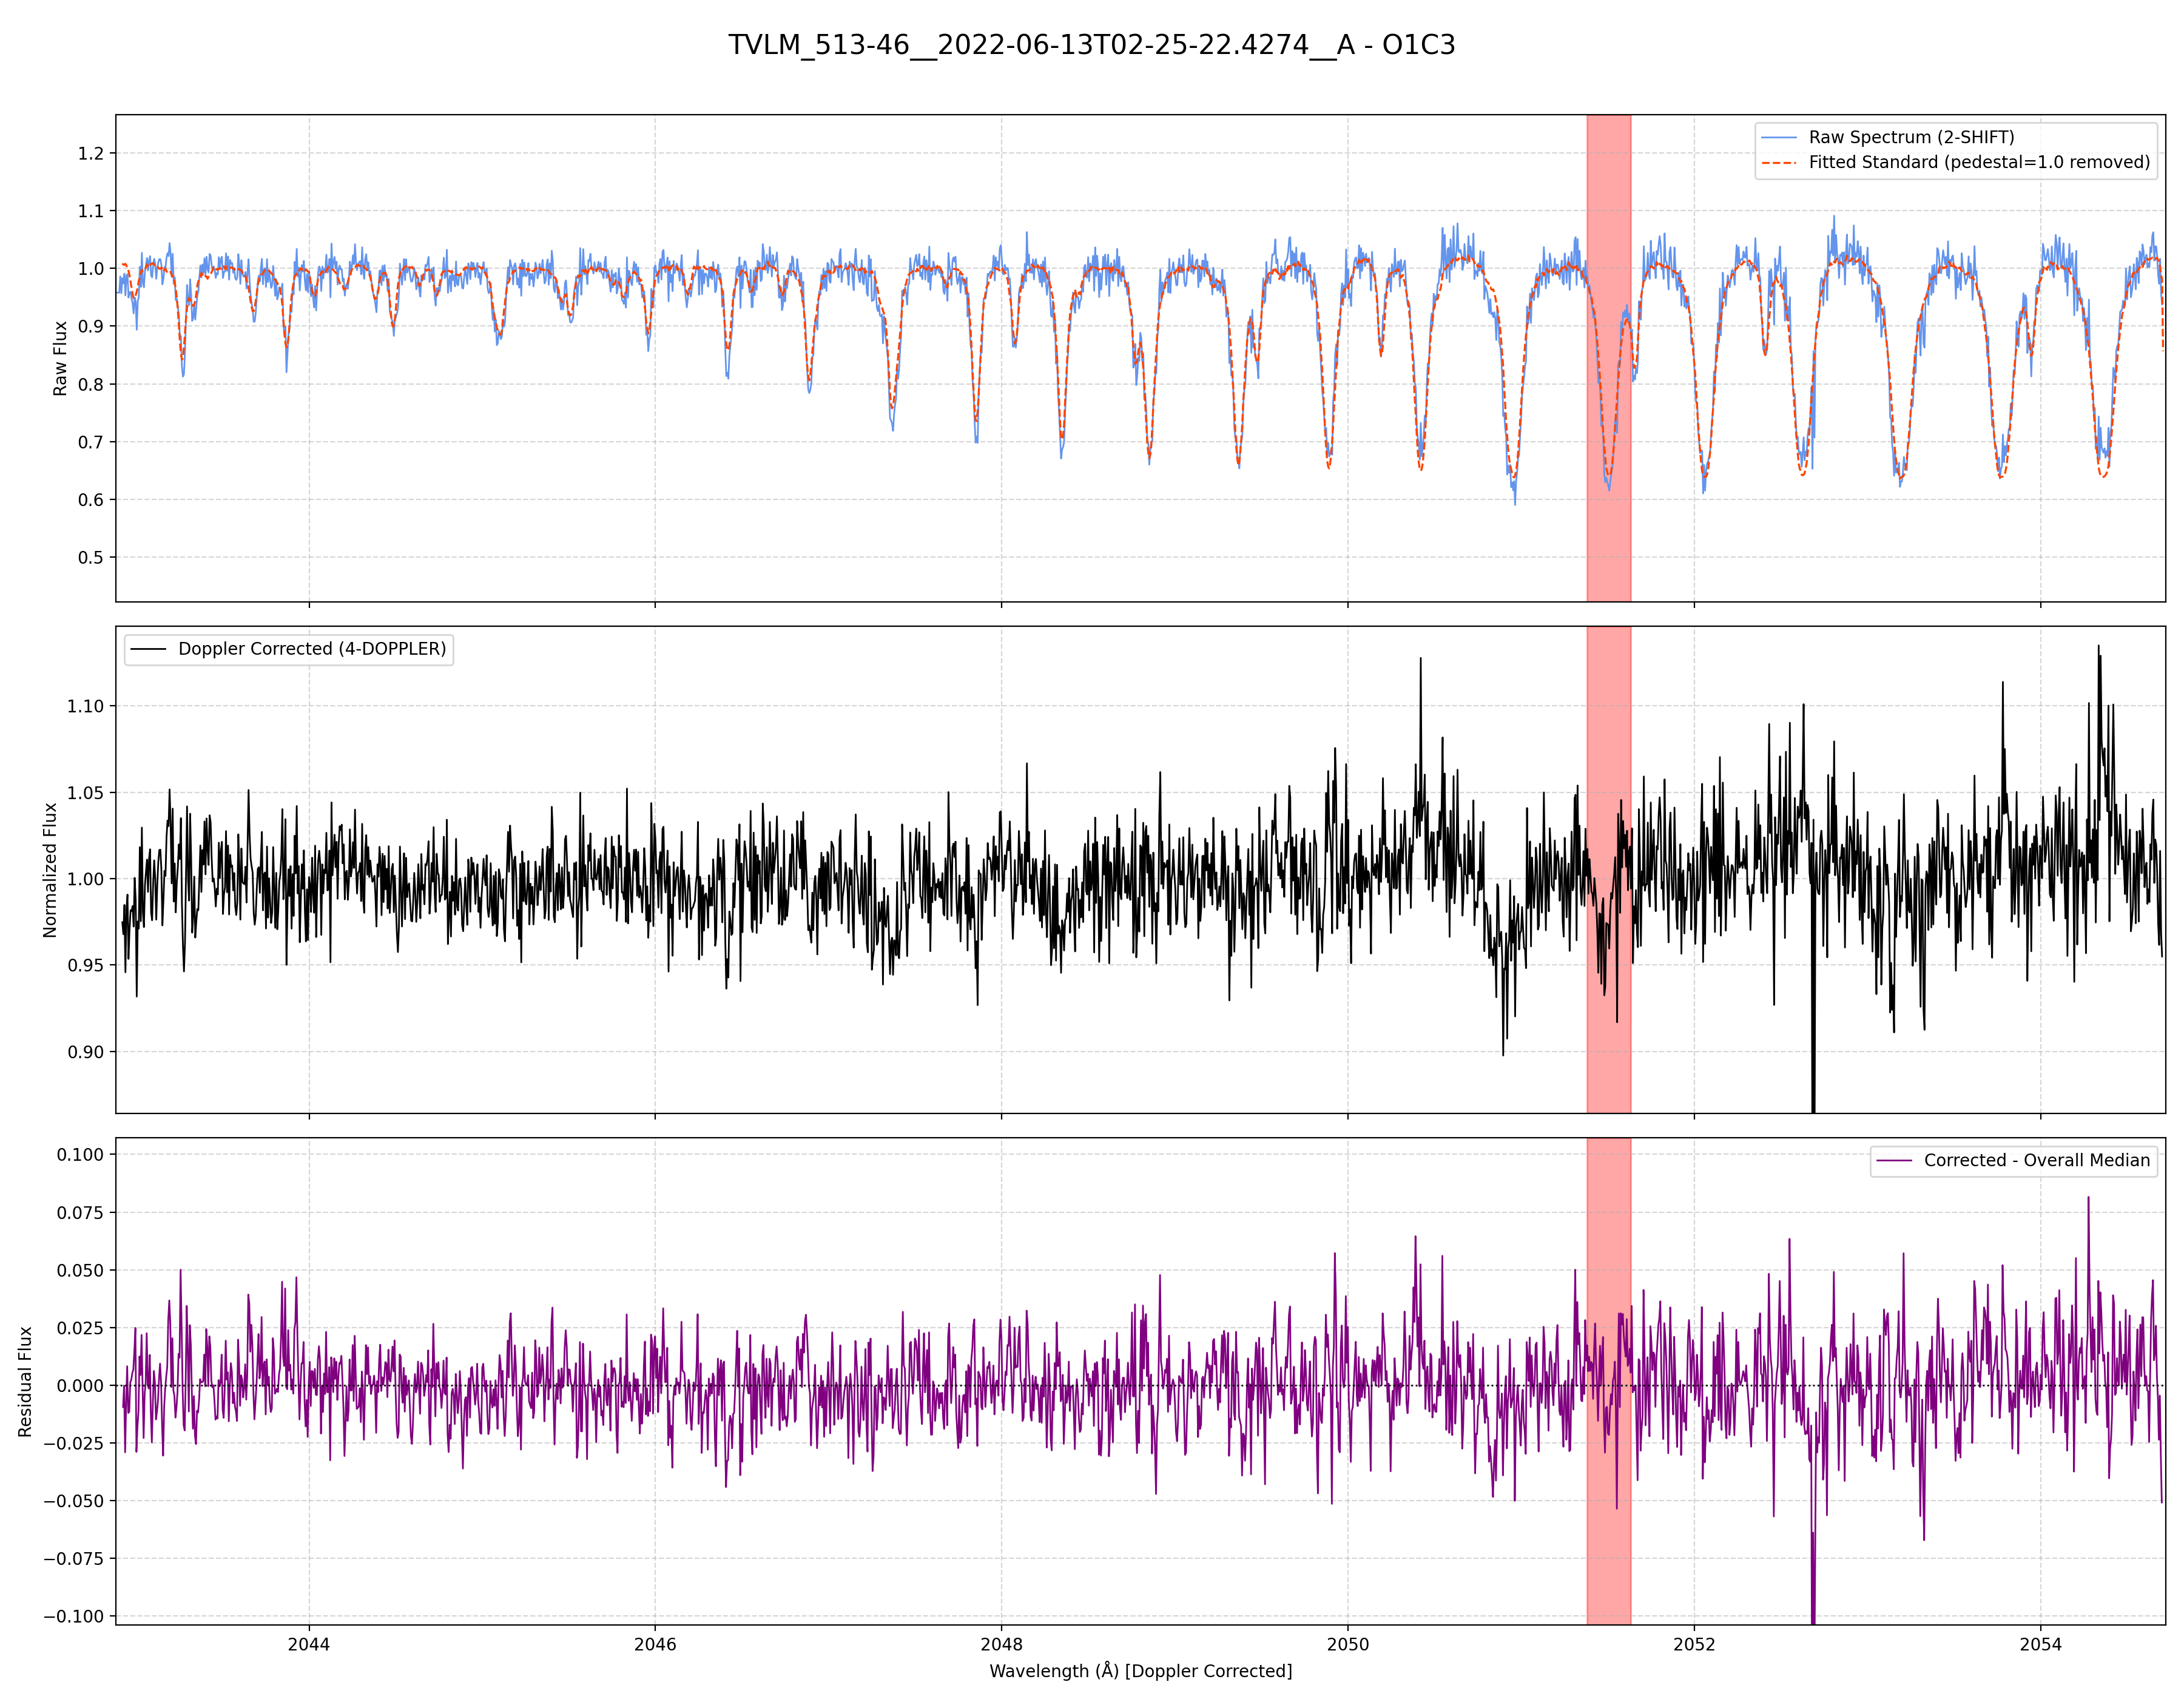 TVLM_513-46__2022-06-13T02-25-22.4274__A - O1C3
Raw Spectrum (2-SHIFT)
Fitted Standard (pedestal=1.0 removed)
Raw Flux
1.2
1.1
1.0
0.9
0.8
0.7
0.6
0.5
Doppler Corrected (4-DOPPLER)
Normalized Flux
1.10
1.05
1.00
0.95
0.90
Corrected - Overall Median
Residual Flux
0.100
0.075
0.050
0.025
0.000
−0.025
−0.050
−0.075
−0.100
2044 2046 2048 2050 2052 2054
Wavelength (Å) [Doppler Corrected]